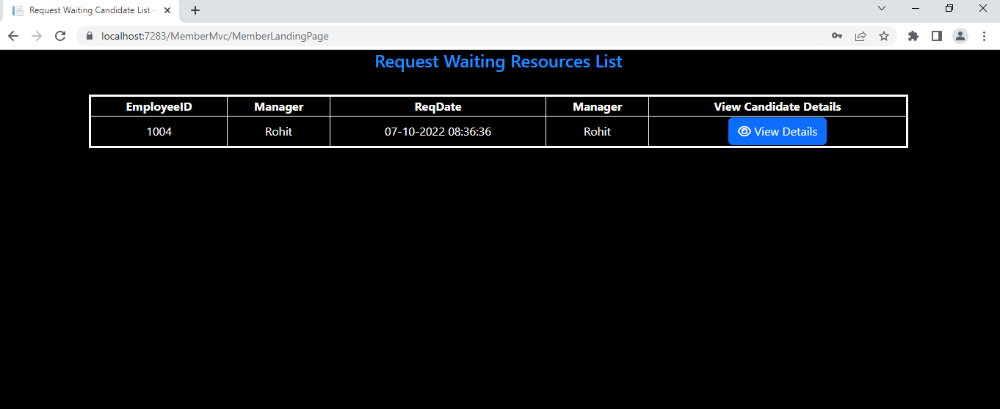 Request Waiting Candidate List -
localhost:7283/MemberMvc/MemberLandingPage
Request Waiting Resources List
EmployeeID Manager ReqDate Manager View Candidate Details
1004 Rohit 07-10-2022 08:36:36 Rohit View Details